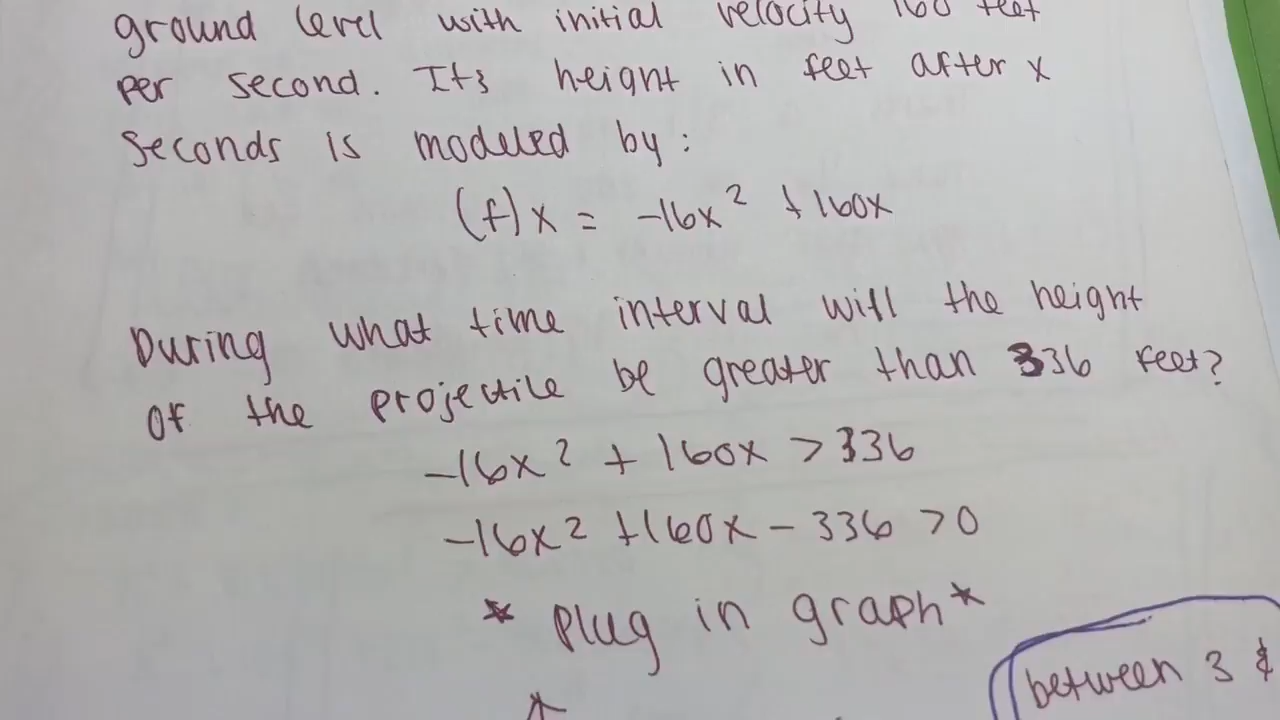 ground level with initial velocity 160 feet
per second. Its height in feet after x
seconds is modeled by:
(f)x = -16x² + 160x
During what time interval will the height
of the projectile be greater than 336 feet?
-16x² + 160x > 336
-16x² +160x - 336 >0
* plug in graph*
between 3 &